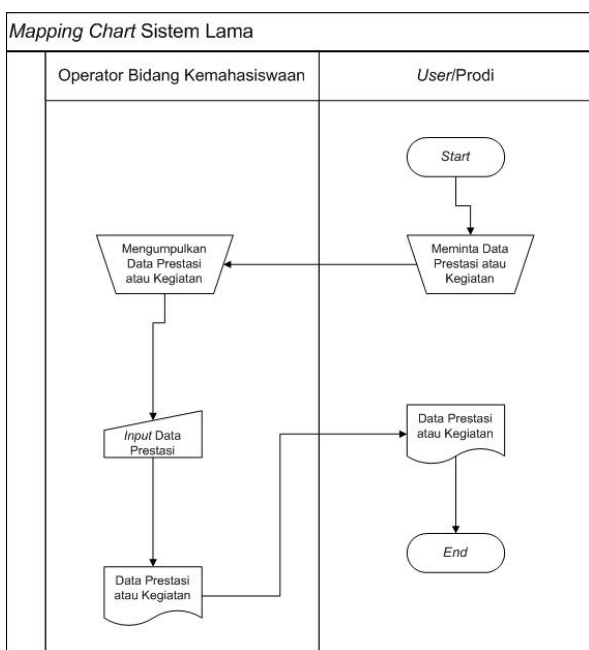 Mapping Chart Sistem Lama
Operator Bidang Kemahasiswaan
User/Prodi
Start
Meminta Data
Prestasi atau
Kegiatan
Mengumpulkan
Data Prestasi
atau Kegiatan
Input Data
Prestasi
Data Prestasi
atau Kegiatan
Data Prestasi
atau Kegiatan
End